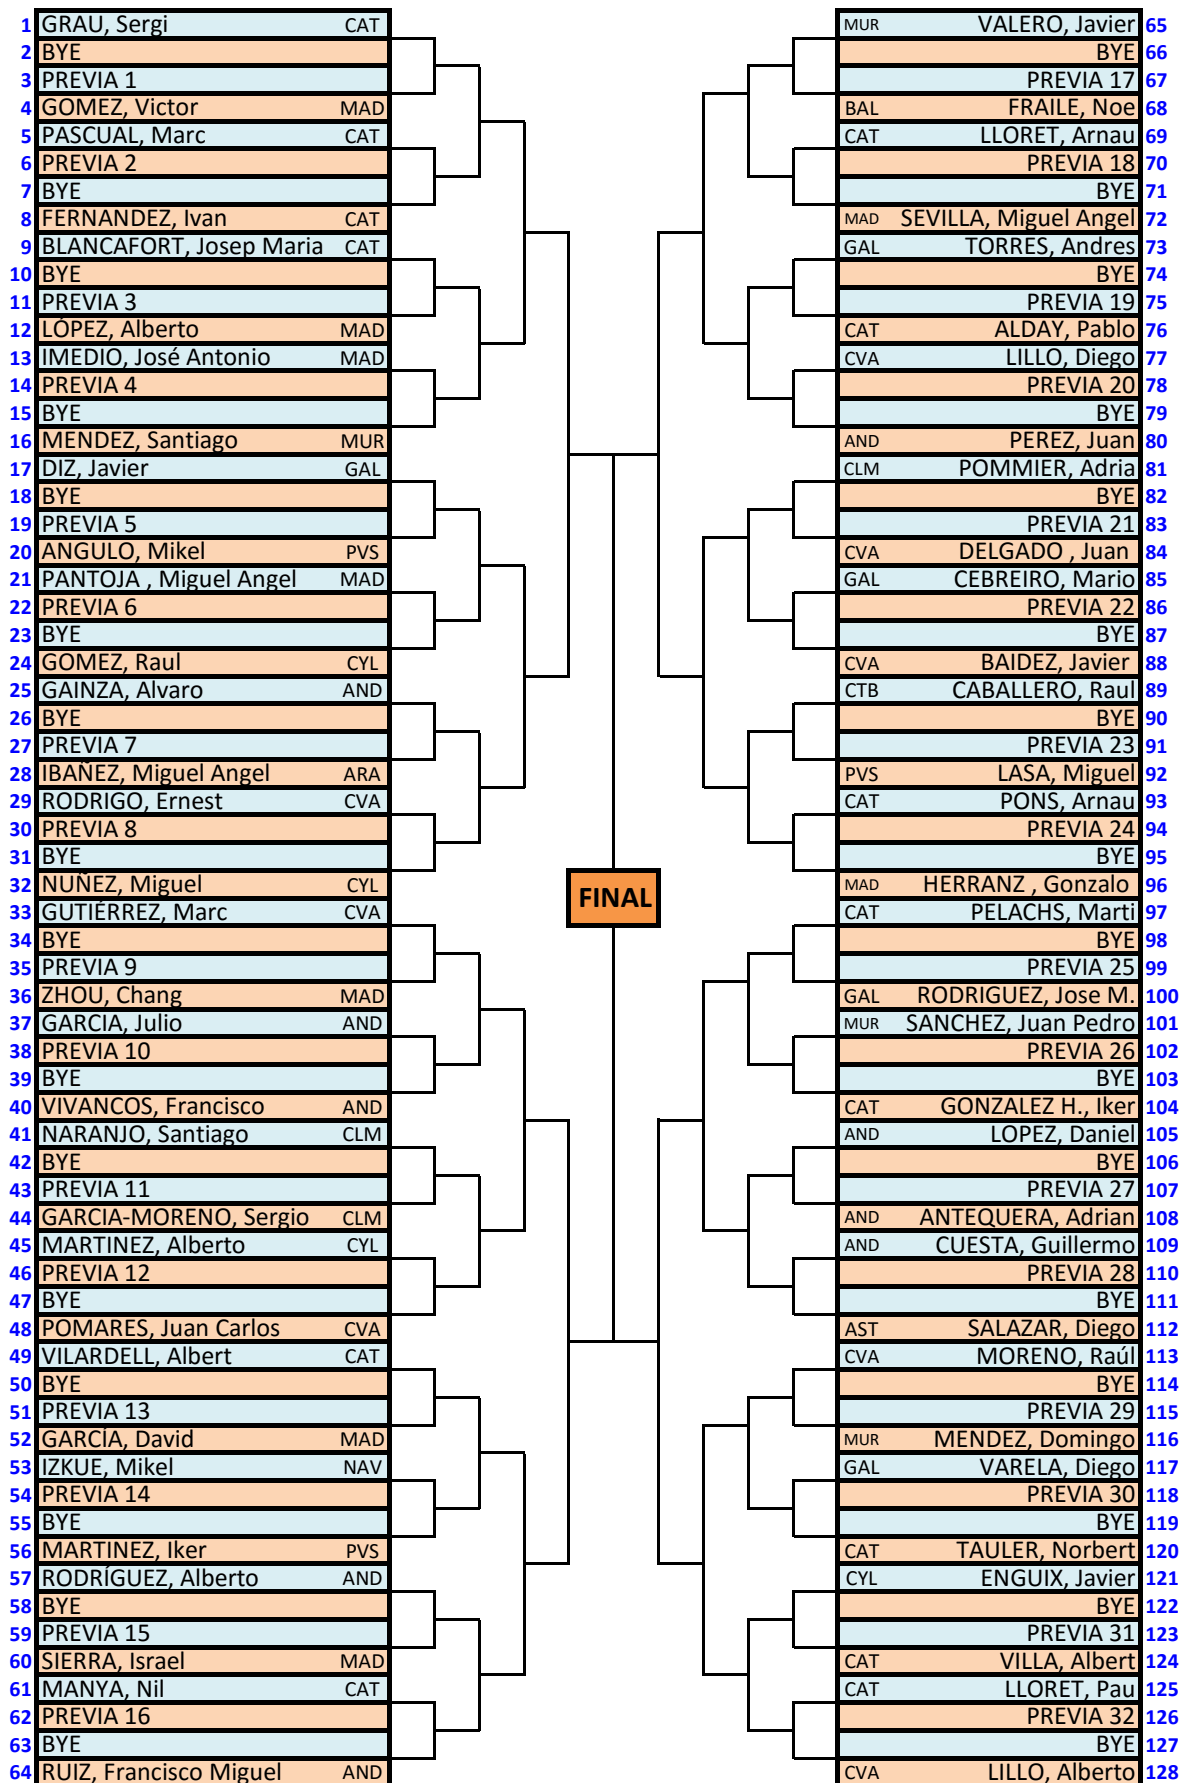 1 GRAU, Sergi CAT
2 BYE
3 PREVIA 1
4 GOMEZ, Victor MAD
5 PASCUAL, Marc CAT
6 PREVIA 2
7 BYE
8 FERNANDEZ, Ivan CAT
9 BLANCAFORT, Josep Maria CAT
10 BYE
11 PREVIA 3
12 LÓPEZ, Alberto MAD
13 IMEDIO, José Antonio MAD
14 PREVIA 4
15 BYE
16 MENDEZ, Santiago MUR
17 DIZ, Javier GAL
18 BYE
19 PREVIA 5
20 ANGULO, Mikel PVS
21 PANTOJA , Miguel Angel MAD
22 PREVIA 6
23 BYE
24 GOMEZ, Raul CYL
25 GAINZA, Alvaro AND
26 BYE
27 PREVIA 7
28 IBAÑEZ, Miguel Angel ARA
29 RODRIGO, Ernest CVA
30 PREVIA 8
31 BYE
32 NUÑEZ, Miguel CYL
33 GUTIÉRREZ, Marc CVA
34 BYE
35 PREVIA 9
36 ZHOU, Chang MAD
37 GARCIA, Julio AND
38 PREVIA 10
39 BYE
40 VIVANCOS, Francisco AND
41 NARANJO, Santiago CLM
42 BYE
43 PREVIA 11
44 GARCIA-MORENO, Sergio CLM
45 MARTINEZ, Alberto CYL
46 PREVIA 12
47 BYE
48 POMARES, Juan Carlos CVA
49 VILARDELL, Albert CAT
50 BYE
51 PREVIA 13
52 GARCÍA, David MAD
53 IZKUE, Mikel NAV
54 PREVIA 14
55 BYE
56 MARTINEZ, Iker PVS
57 RODRÍGUEZ, Alberto AND
58 BYE
59 PREVIA 15
60 SIERRA, Israel MAD
61 MANYA, Nil CAT
62 PREVIA 16
63 BYE
64 RUIZ, Francisco Miguel AND
FINAL
MUR VALERO, Javier 65
BYE 66
PREVIA 17 67
BAL FRAILE, Noe 68
CAT LLORET, Arnau 69
PREVIA 18 70
BYE 71
MAD SEVILLA, Miguel Angel 72
GAL TORRES, Andres 73
BYE 74
PREVIA 19 75
CAT ALDAY, Pablo 76
CVA LILLO, Diego 77
PREVIA 20 78
BYE 79
AND PEREZ, Juan 80
CLM POMMIER, Adria 81
BYE 82
PREVIA 21 83
CVA DELGADO , Juan 84
GAL CEBREIRO, Mario 85
PREVIA 22 86
BYE 87
CVA BAIDEZ, Javier 88
CTB CABALLERO, Raul 89
BYE 90
PREVIA 23 91
PVS LASA, Miguel 92
CAT PONS, Arnau 93
PREVIA 24 94
BYE 95
MAD HERRANZ , Gonzalo 96
CAT PELACHS, Marti 97
BYE 98
PREVIA 25 99
GAL RODRIGUEZ, Jose M. 100
MUR SANCHEZ, Juan Pedro 101
PREVIA 26 102
BYE 103
CAT GONZALEZ H., Iker 104
AND LOPEZ, Daniel 105
BYE 106
PREVIA 27 107
AND ANTEQUERA, Adrian 108
AND CUESTA, Guillermo 109
PREVIA 28 110
BYE 111
AST SALAZAR, Diego 112
CVA MORENO, Raúl 113
BYE 114
PREVIA 29 115
MUR MENDEZ, Domingo 116
GAL VARELA, Diego 117
PREVIA 30 118
BYE 119
CAT TAULER, Norbert 120
CYL ENGUIX, Javier 121
BYE 122
PREVIA 31 123
CAT VILLA, Albert 124
CAT LLORET, Pau 125
PREVIA 32 126
BYE 127
CVA LILLO, Alberto 128